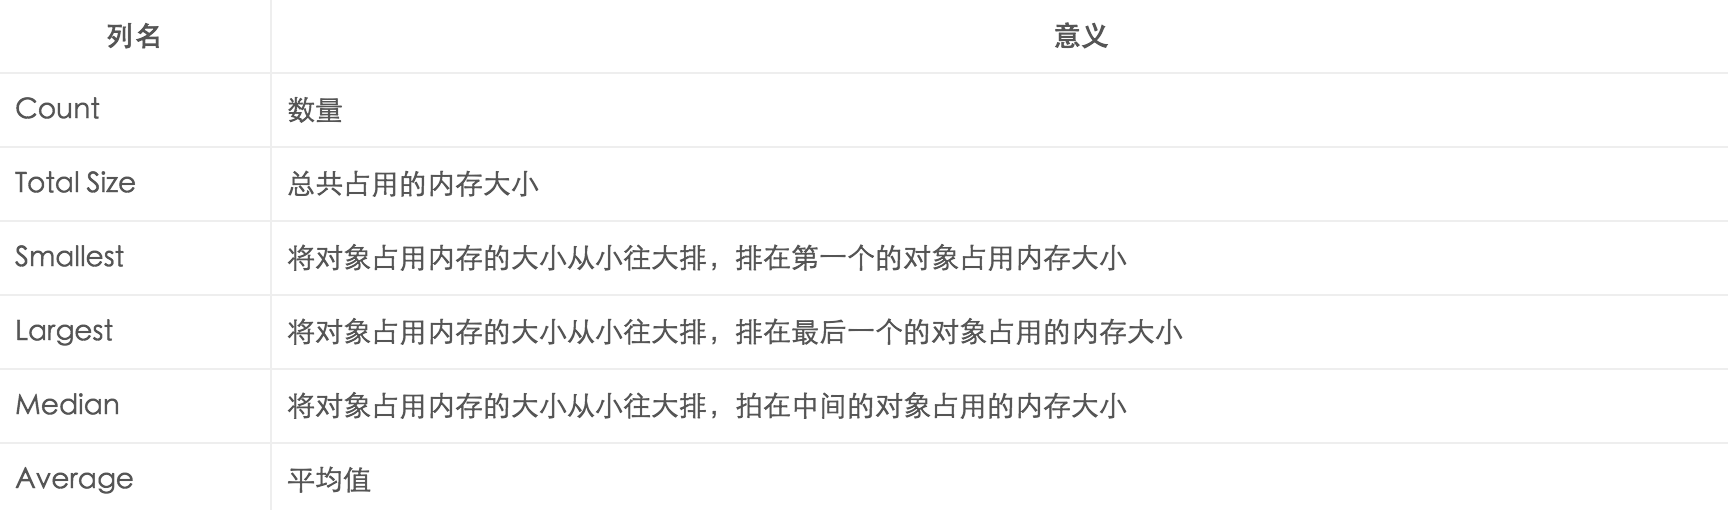 列名 意义
Count 数量
Total Size 总共占用的内存大小
Smallest 将对象占用内存的大小从小往大排，排在第一个的对象占用内存大小
Largest 将对象占用内存的大小从小往大排，排在最后一个的对象占用的内存大小
Median 将对象占用内存的大小从小往大排，拍在中间的对象占用的内存大小
Average 平均值